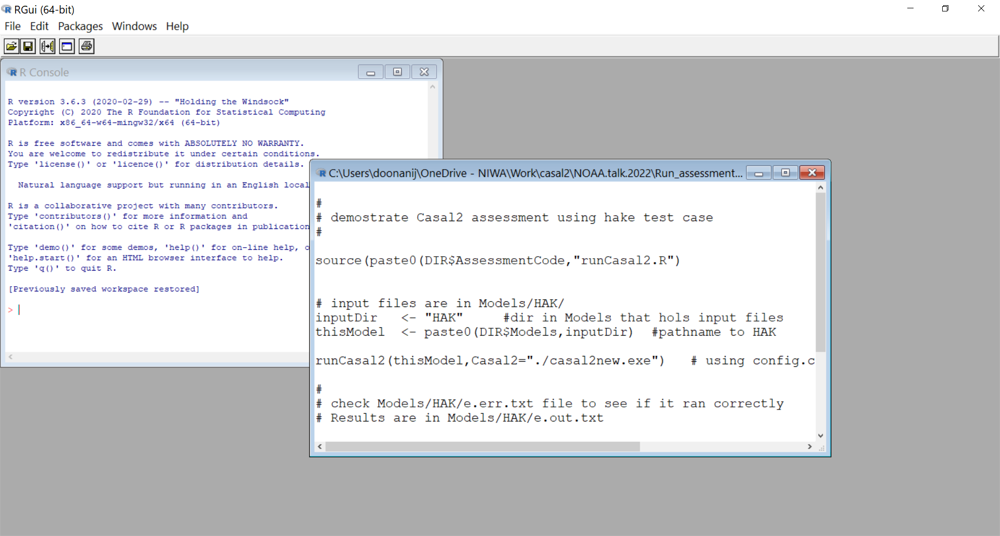 RGui (64-bit)
File Edit Packages Windows Help
R Console
R version 3.6.3 (2020-02-29) -- "Holding the Windsock"
Copyright (C) 2020 The R Foundation for Statistical Computing
Platform: x86_64-w64-mingw32/x64 (64-bit)
R is free software and comes with ABSOLUTELY NO WARRANTY.
You are welcome to redistribute it under certain conditions.
Type 'license()' or 'licence()' for distribution details.
Natural language support but running in an English local
R is a collaborative project with many contributors.
Type 'contributors()' for more information and
'citation()' on how to cite R or R packages in publication
Type 'demo()' for some demos, 'help()' for on-line help, o
'help.start()' for an HTML browser interface to help.
Type 'q()' to quit R.
[Previously saved workspace restored]
>
C:\Users\doonanij\OneDrive - NIWA\Work\casal2\NOAA.talk.2022\Run_assessment...
#
# demostrate Casal2 assessment using hake test case
#
source(paste0(DIR$AssessmentCode,"runCasal2.R")
# input files are in Models/HAK/
inputDir <- "HAK" #dir in Models that hols input files
thisModel <- paste0(DIR$Models,inputDir) #pathname to HAK
runCasal2(thisModel,Casal2="./casal2new.exe") # using config.c
#
# check Models/HAK/e.err.txt file to see if it ran correctly
# Results are in Models/HAK/e.out.txt